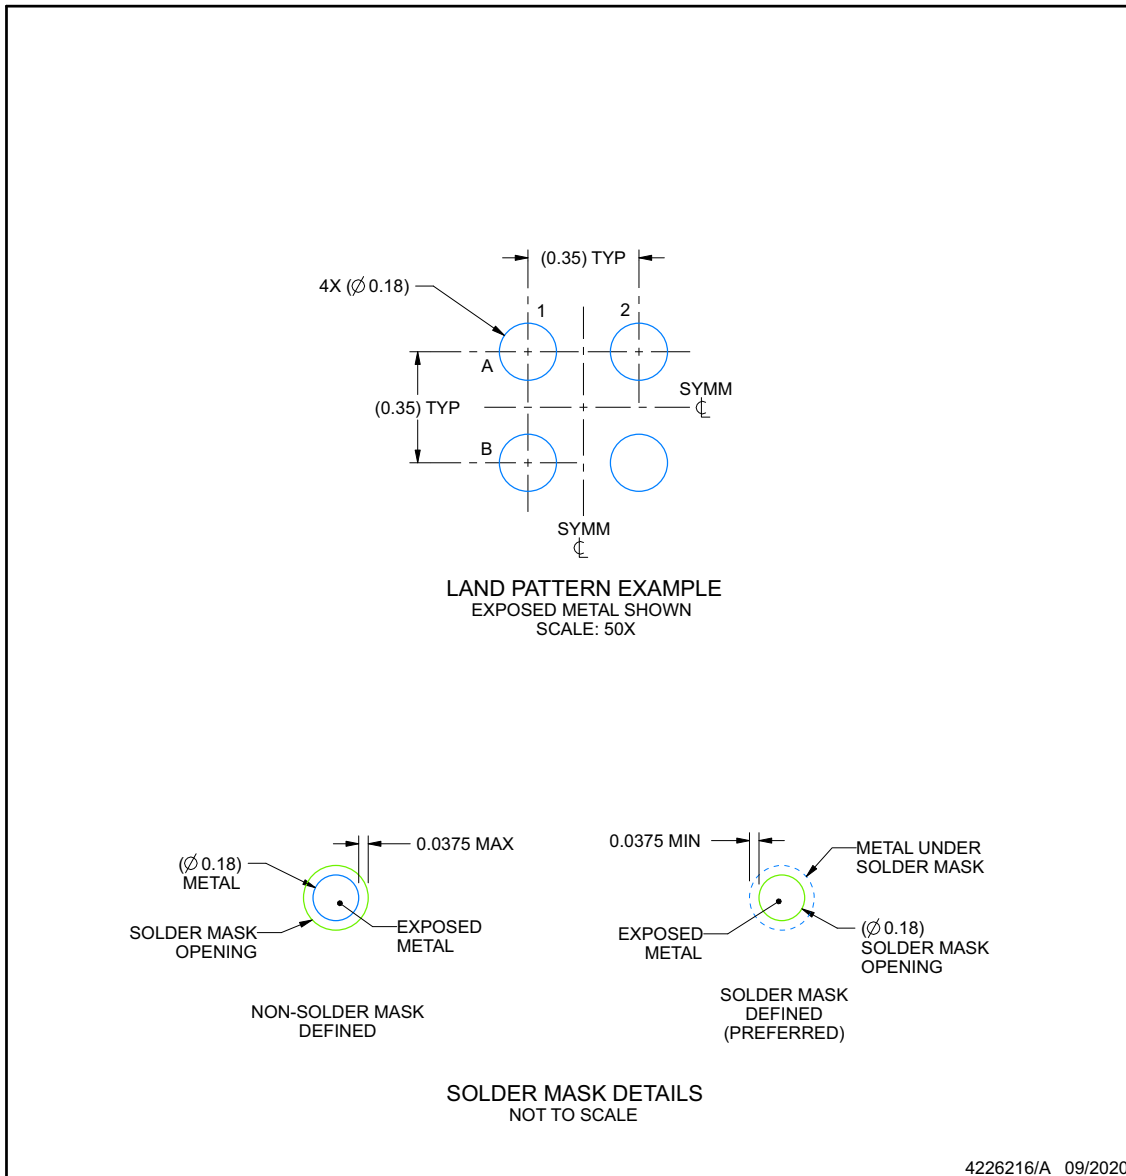 (0.35) TYP
4X (∅ 0.18)
1
2
A
SYMM
℄
(0.35) TYP
B
SYMM
℄
LAND PATTERN EXAMPLE
EXPOSED METAL SHOWN
SCALE: 50X
(∅ 0.18)
METAL
0.0375 MAX
SOLDER MASK
OPENING
EXPOSED
METAL
NON-SOLDER MASK
DEFINED
0.0375 MIN
METAL UNDER
SOLDER MASK
EXPOSED
METAL
(∅ 0.18)
SOLDER MASK
OPENING
SOLDER MASK
DEFINED
(PREFERRED)
SOLDER MASK DETAILS
NOT TO SCALE
4226216/A 09/2020